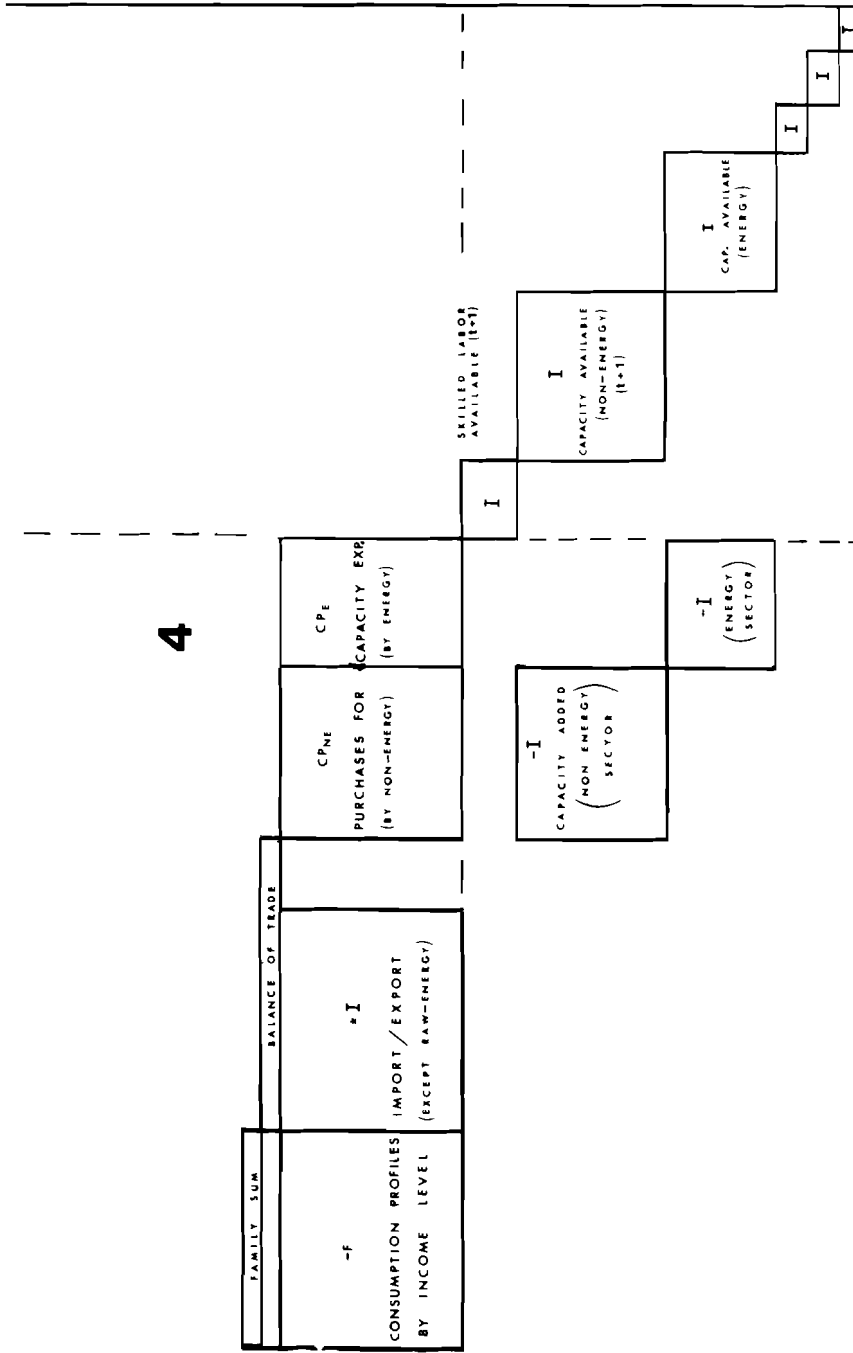 4
FAMILY SUM
BALANCE OF TRADE
-F
CONSUMPTION PROFILES
BY INCOME LEVEL
* I
IMPORT/EXPORT
(EXCEPT RAW-ENERGY)
CP_NE
PURCHASES FOR
(BY NON-ENERGY)
CP_E
CAPACITY EXP.
(BY ENERGY)
I
SKILLED LABOR
AVAILABLE (t+1)
-I
CAPACITY ADDED
(NON ENERGY
SECTOR)
-I
(ENERGY
SECTOR)
I
CAPACITY AVAILABLE
(NON-ENERGY)
(t+1)
I
CAP. AVAILABLE
(ENERGY)
I
I